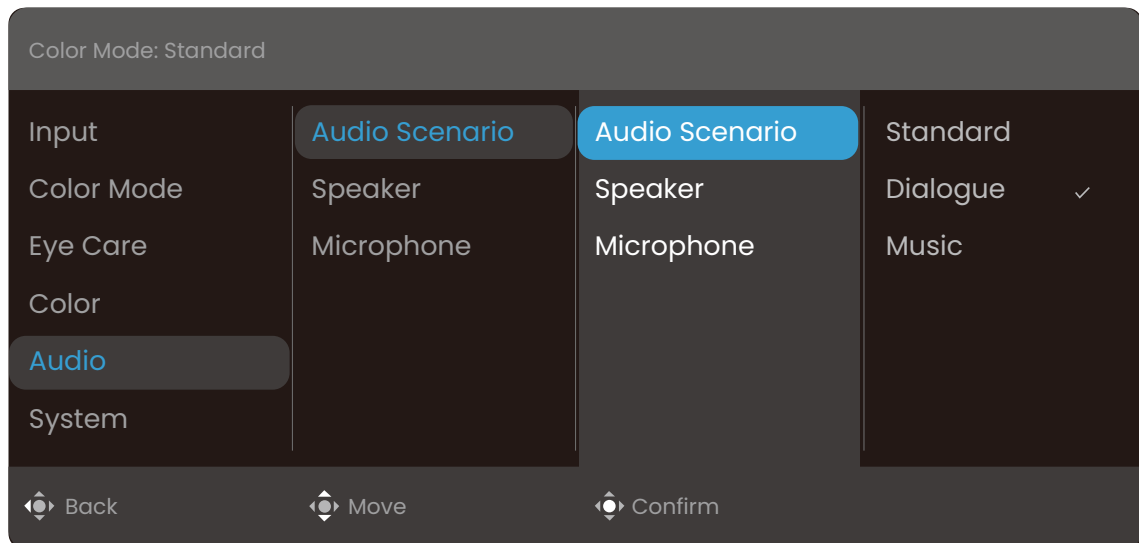 Color Mode: Standard
Input
Color Mode
Eye Care
Color
Audio
System
Audio Scenario
Speaker
Microphone
Audio Scenario
Speaker
Microphone
Standard
Dialogue
Music
Back
Move
Confirm